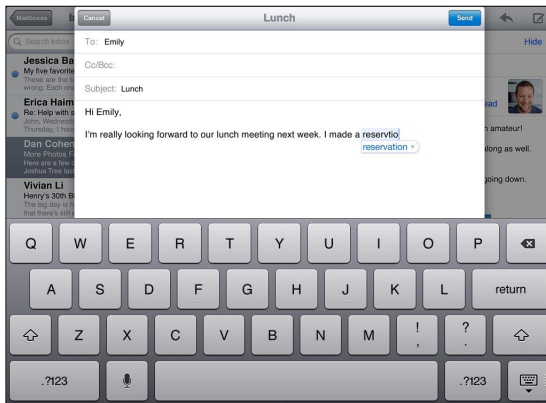 Mailboxes
Cancel
Lunch
Send
Search Inbox
To: Emily
Hide
Cc/Bcc:
Subject: Lunch
Jessica Ba
My five favorite
These are the b
wrong. Each one
Erica Haim
Re: Help with s
John, Wednesda
Thursday, I have
Dan Cohen
More Photos F
Here are a few
Joshua Tree last
Vivian Li
Henry's 30th B
The big day is h
that there's still
Hi Emily,
I'm really looking forward to our lunch meeting next week. I made a reservtio
reservation ×
ead
n amateur!
along as well.
going down.
Q W E R T Y U I O P
A S D F G H J K L return
Z X C V B N M ! , ? .
.?123 .?123